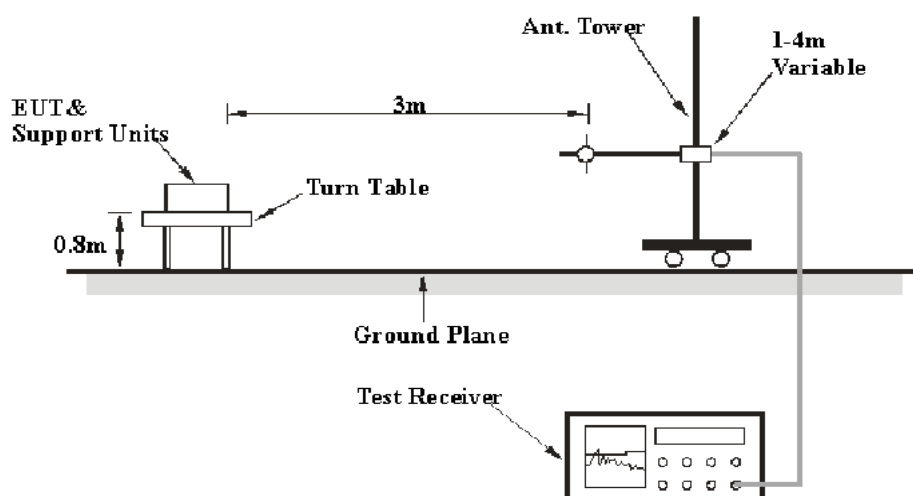 Ant. Tower
1-4m
Variable
EUT&
Support Units
3m
Turn Table
0.8m
Ground Plane
Test Receiver